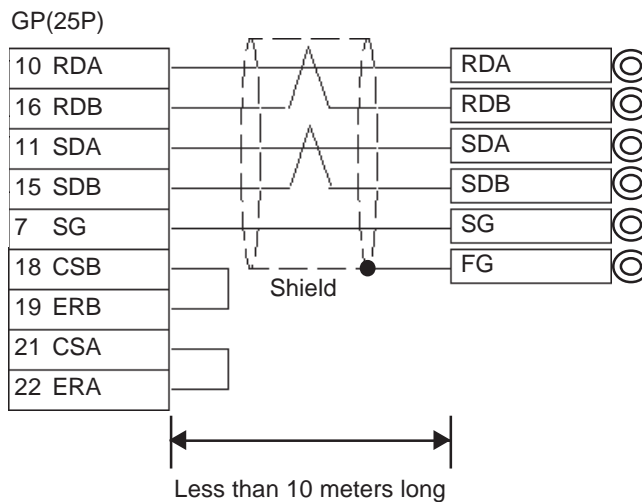 GP(25P)
10 RDA RDA
16 RDB RDB
11 SDA SDA
15 SDB SDB
7 SG SG
18 CSB FG
Shield
19 ERB
21 CSA
22 ERA
Less than 10 meters long